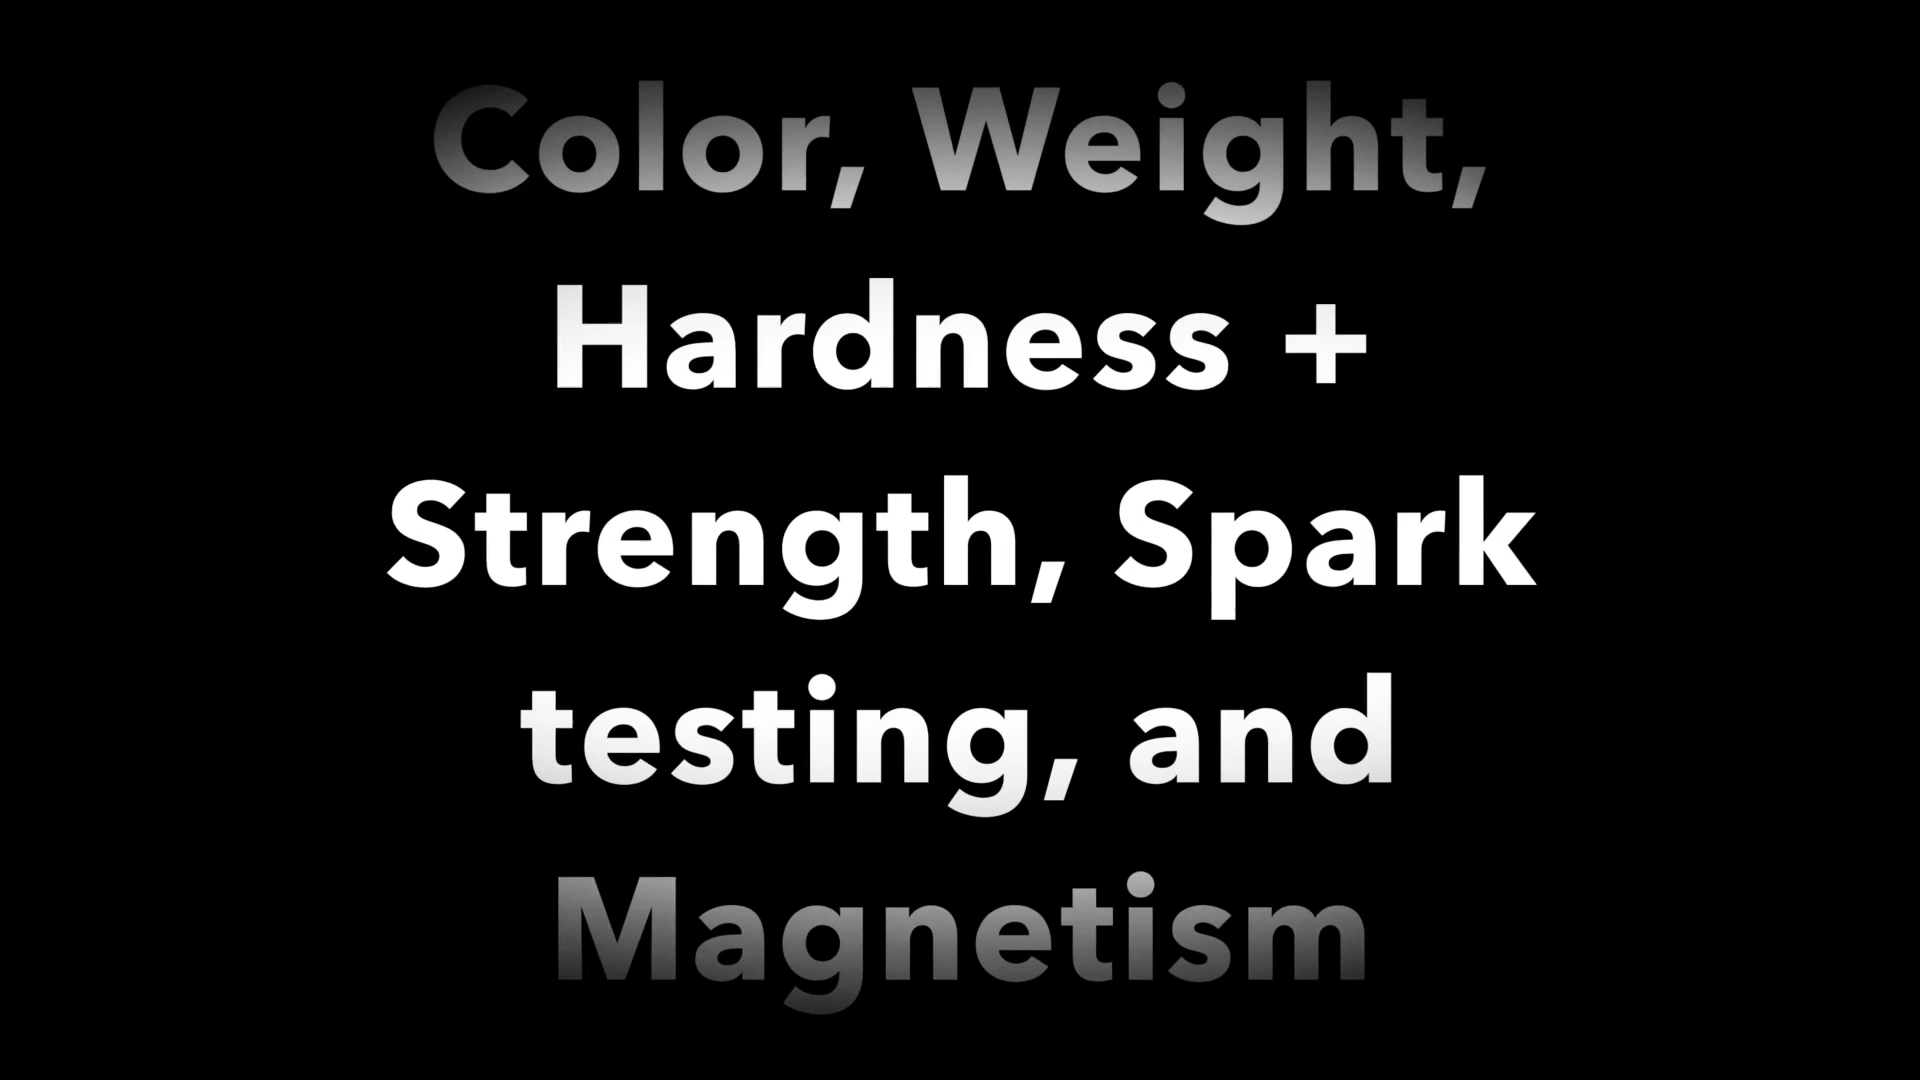 Color, Weight,
Hardness +
Strength, Spark
testing, and
Magnetism